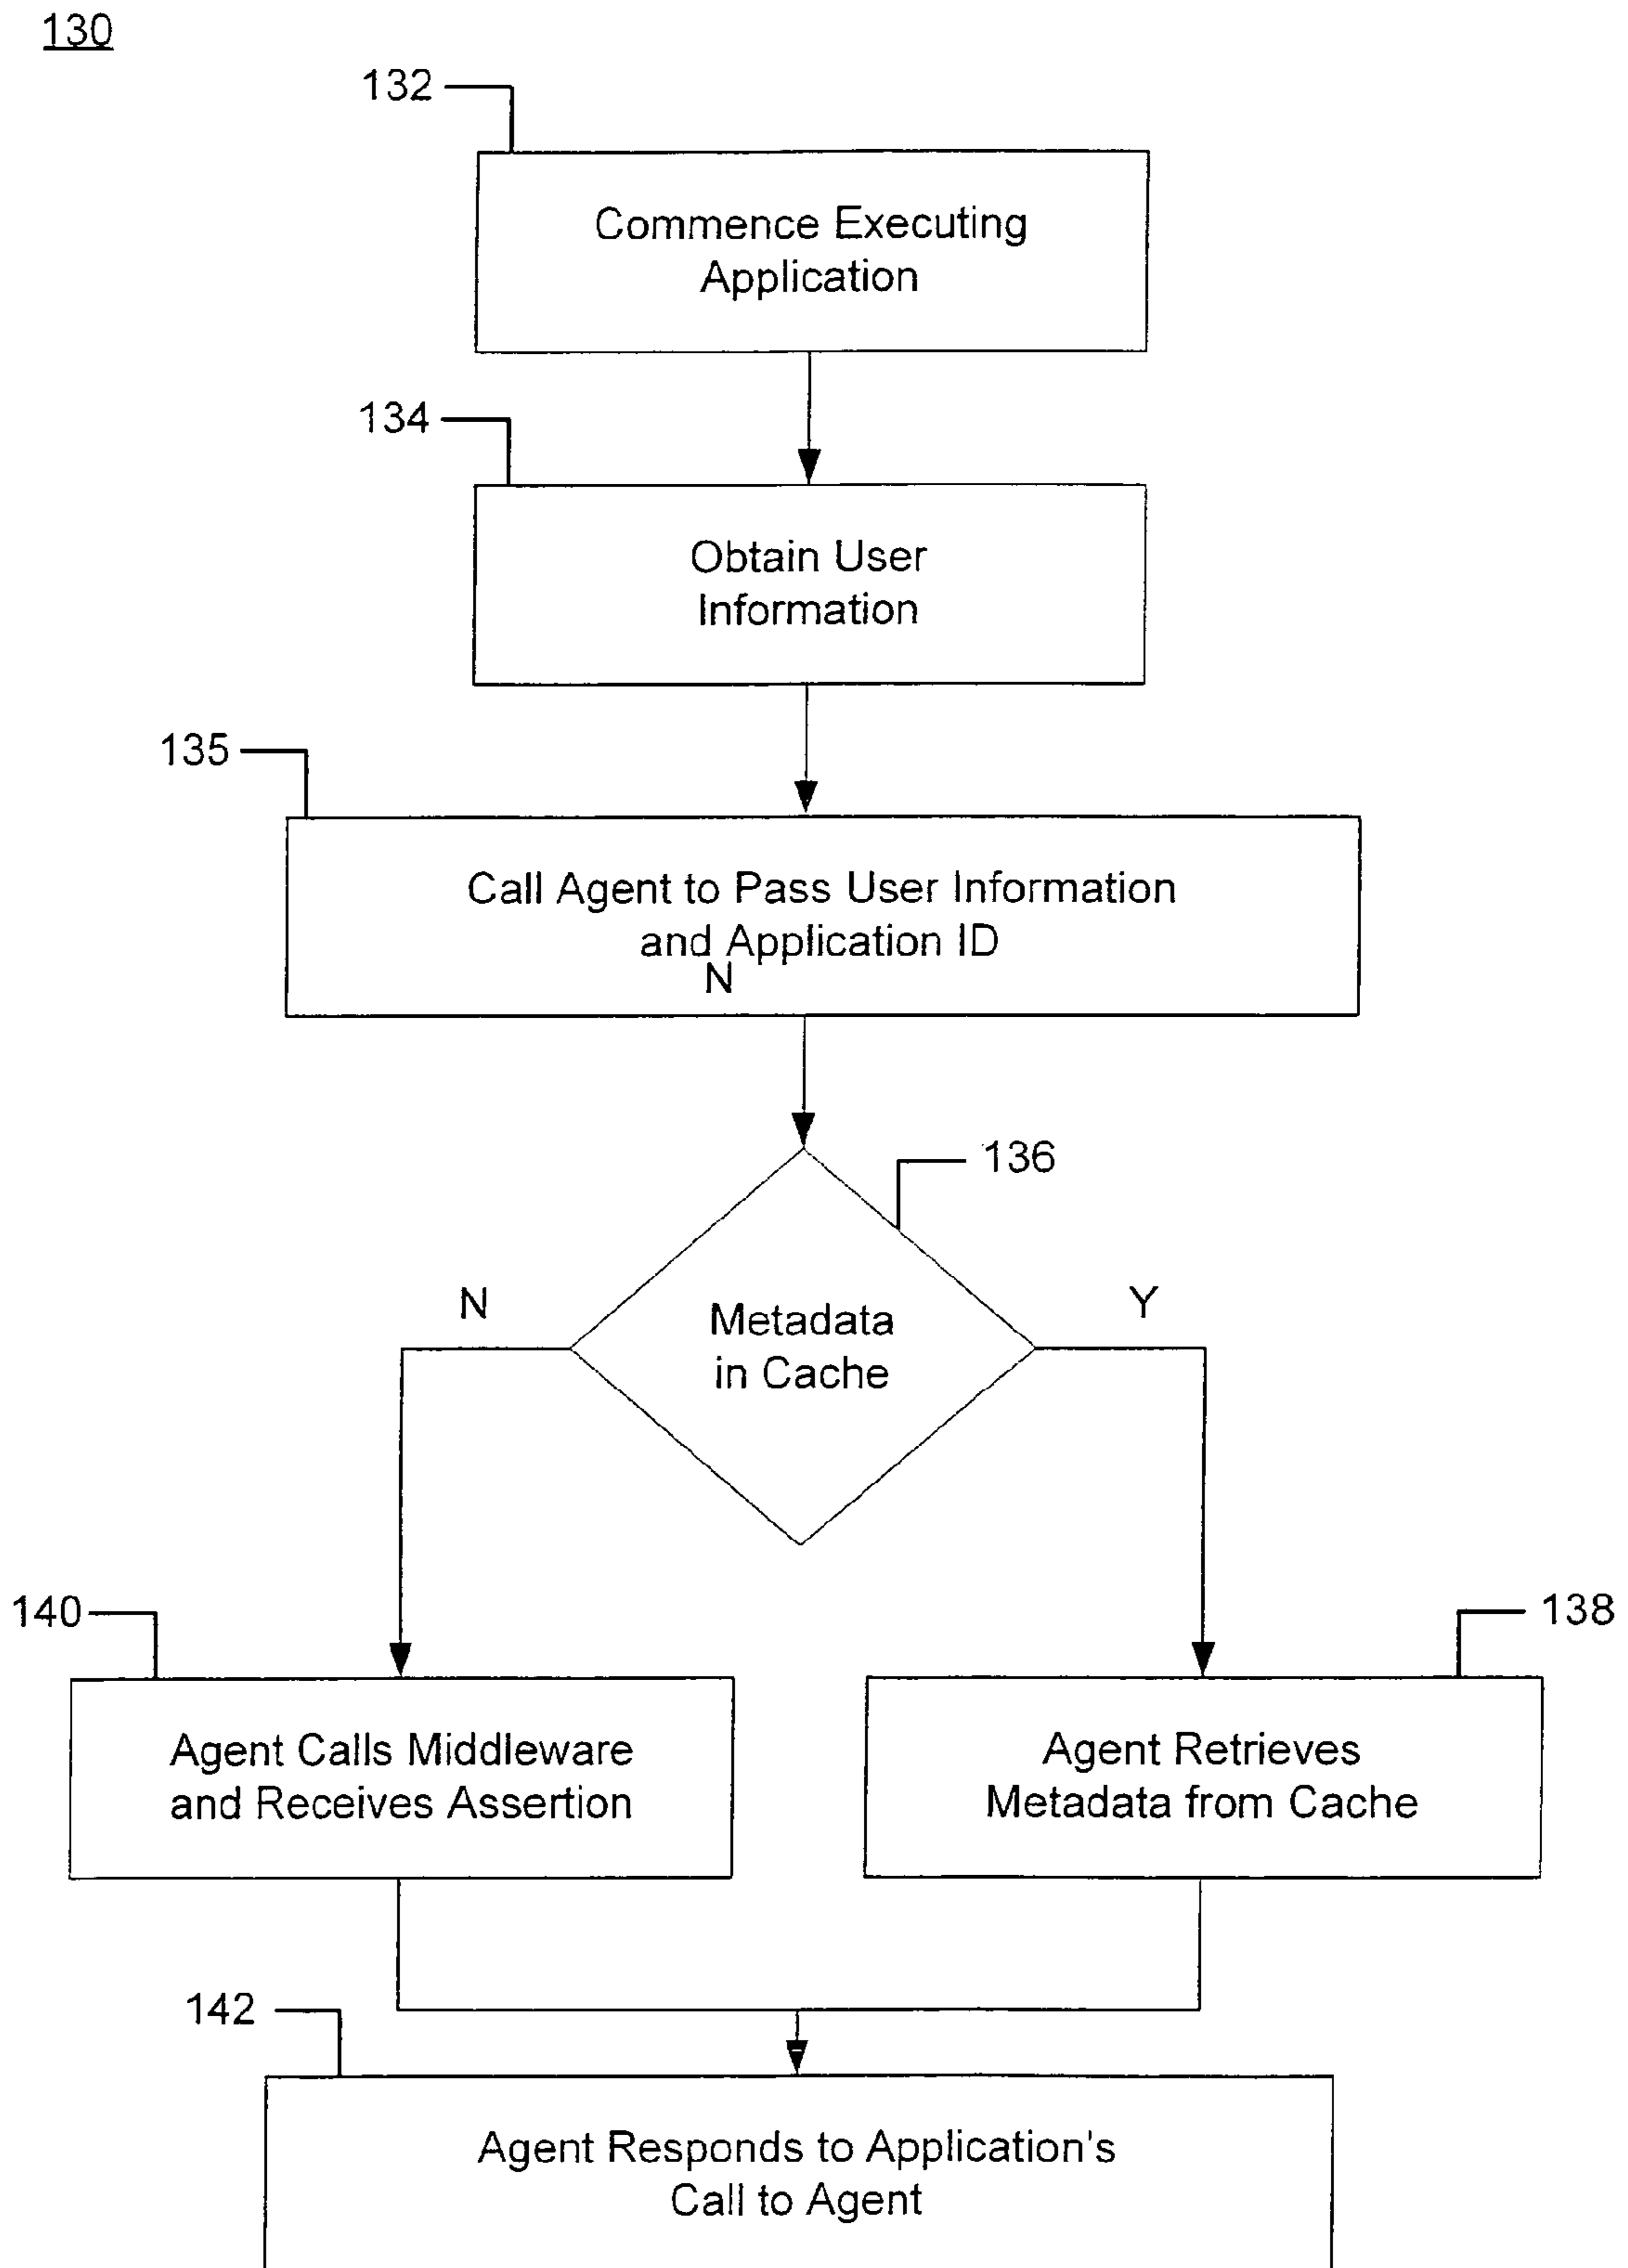 130
132
Commence Executing
Application
134
Obtain User
Information
135
Call Agent to Pass User Information
and Application ID
N
136
N
Y
Metadata
in Cache
140
138
Agent Calls Middleware
and Receives Assertion
Agent Retrieves
Metadata from Cache
142
Agent Responds to Application's
Call to Agent